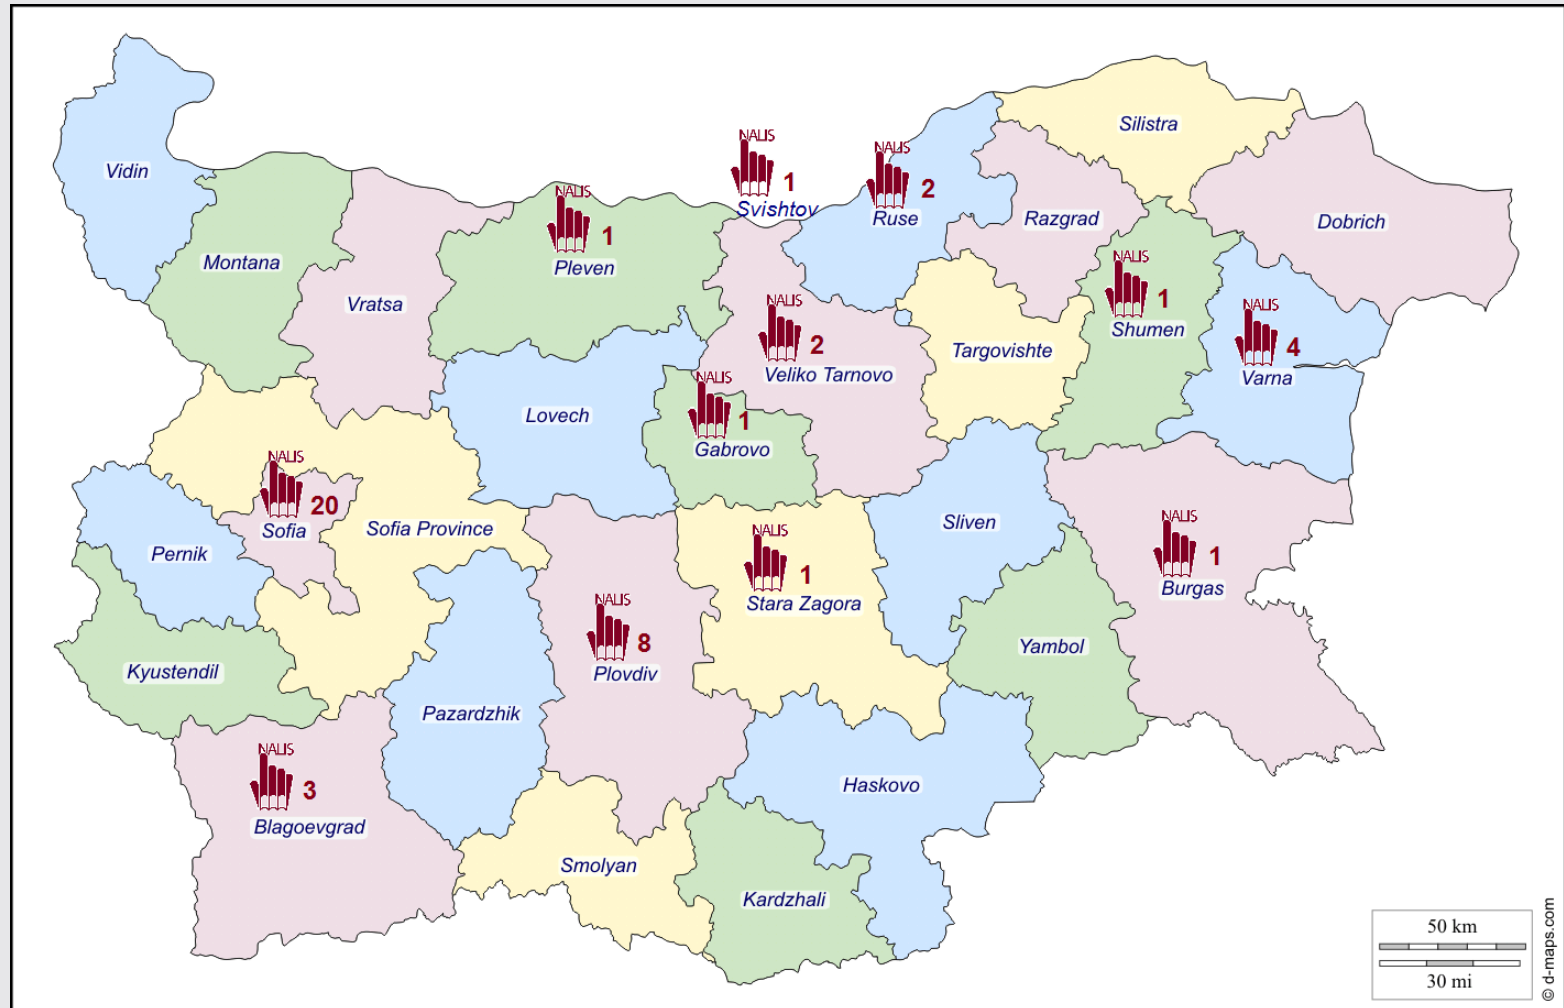 Silistra
Vidin
NALIS
1
Svishtov
NALIS
2
Ruse
Razgrad
Dobrich
NALIS
1
Pleven
Montana
Vratsa
NALIS
1
Shumen
NALIS
4
Varna
NALIS
2
Veliko Tarnovo
Targovishte
Lovech
NALIS
1
Gabrovo
NALIS
20
Sofia
Sofia Province
Sliven
Pernik
NALIS
1
Stara Zagora
NALIS
1
Burgas
NALIS
8
Plovdiv
Yambol
Kyustendil
Pazardzhik
NALIS
3
Blagoevgrad
Haskovo
Smolyan
Kardzhali
50 km
30 mi
© d-maps.com